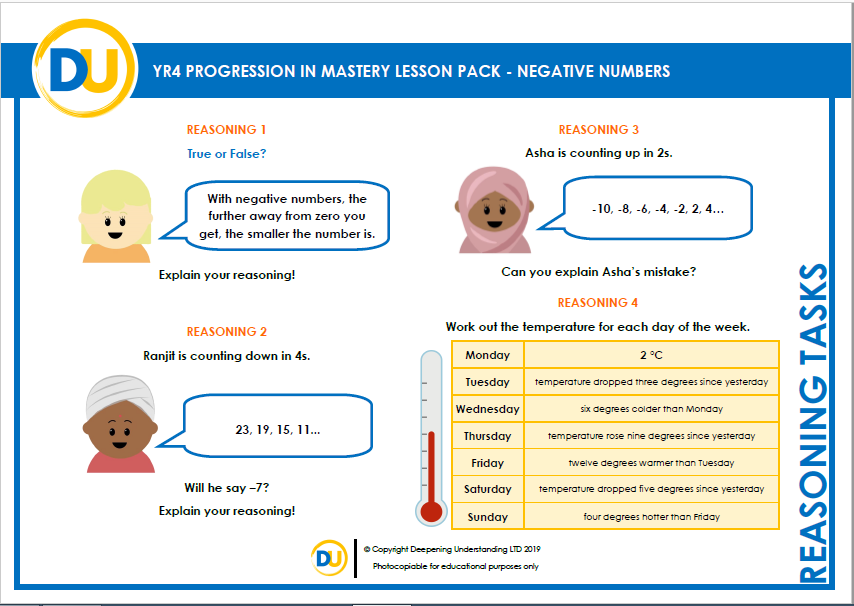 DU
YR4 PROGRESSION IN MASTERY LESSON PACK - NEGATIVE NUMBERS
REASONING 1
True or False?
With negative numbers, the
further away from zero you
get, the smaller the number is.
Explain your reasoning!
REASONING 2
Ranjit is counting down in 4s.
23, 19, 15, 11...
Will he say –7?
Explain your reasoning!
REASONING 3
Asha is counting up in 2s.
-10, -8, -6, -4, -2, 2, 4...
Can you explain Asha's mistake?
REASONING 4
Work out the temperature for each day of the week.
Monday 2 °C
Tuesday temperature dropped three degrees since yesterday
Wednesday six degrees colder than Monday
Thursday temperature rose nine degrees since yesterday
Friday twelve degrees warmer than Tuesday
Saturday temperature dropped five degrees since yesterday
Sunday four degrees hotter than Friday
REASONING TASKS
DU
© Copyright Deepening Understanding LTD 2019
Photocopiable for educational purposes only